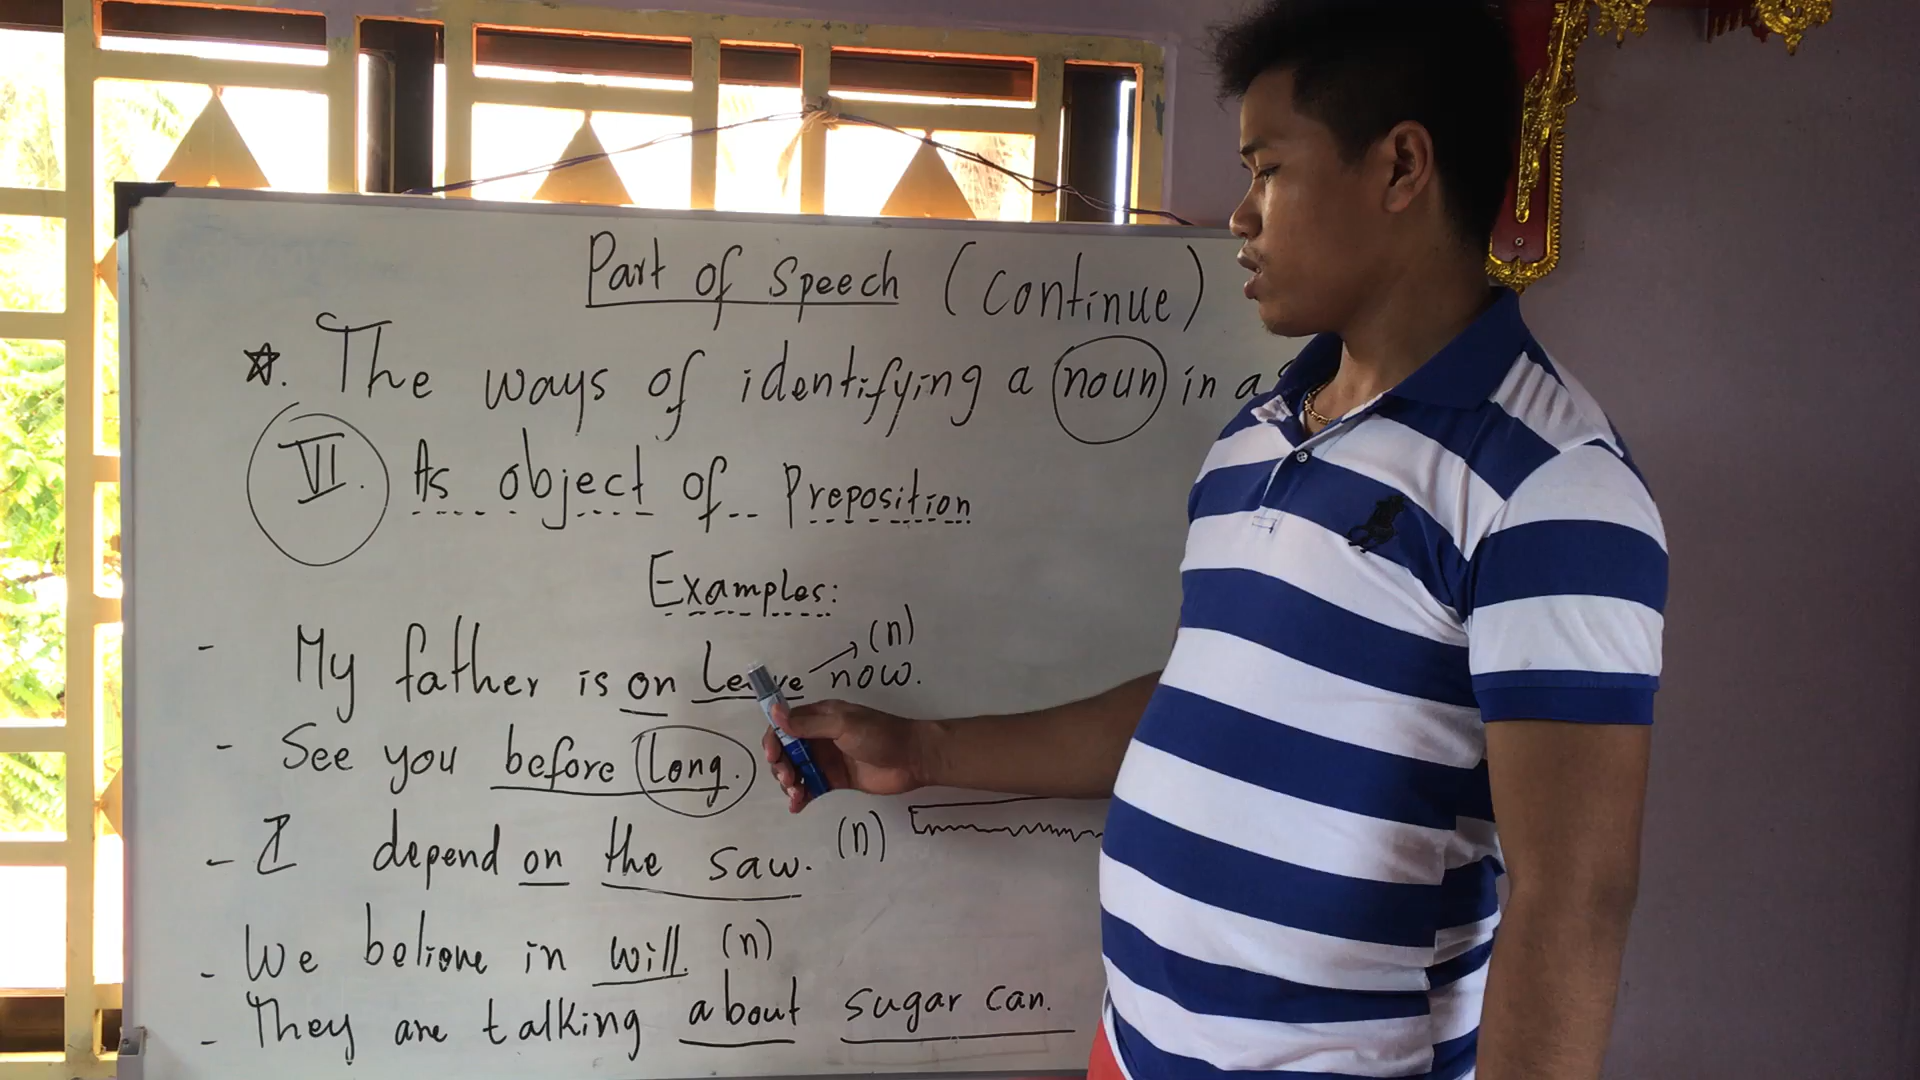 Part of Speech (Continue)
☆. The ways of identifying a noun in a
VI. As object of Preposition
Examples:
- My father is on Leave → (n) now.
- See you before Long.
- I depend on the saw. (n)
- We believe in will. (n)
- They are talking about sugar can.